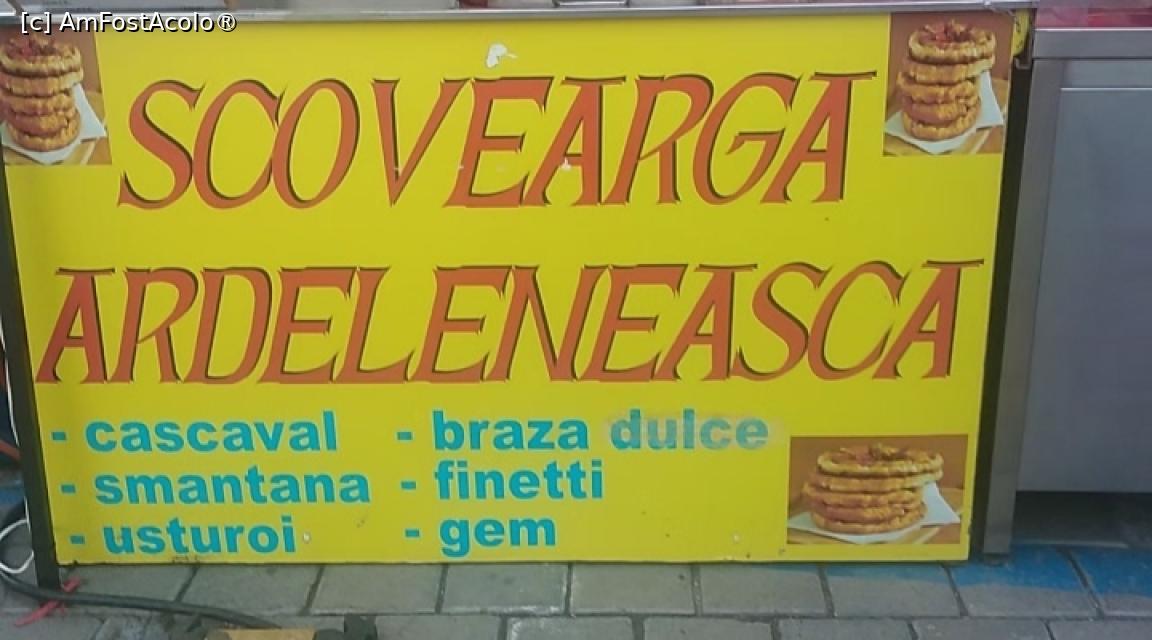 [c] AmFostAcolo®
SCOVEARGA
ARDELENEASCA
- cascaval
- smantana
- usturoi
- braza dulce
- finetti
- gem